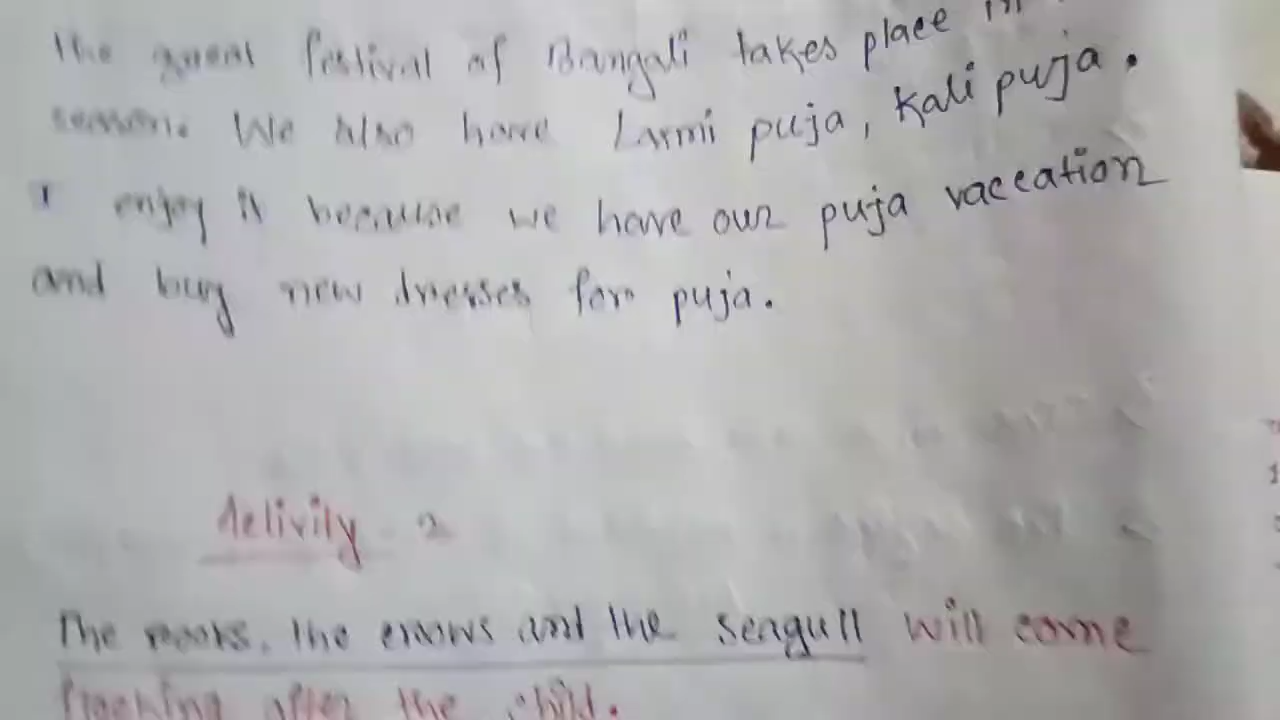 The great festival of Bangali takes place in
season. We also have Laxmi puja, Kali puja.
I enjoy it because we have our puja vaccation
and buy new dresses for puja.
Activity - 2
The rooks, the crows and the seagull will come
flocking after the child.